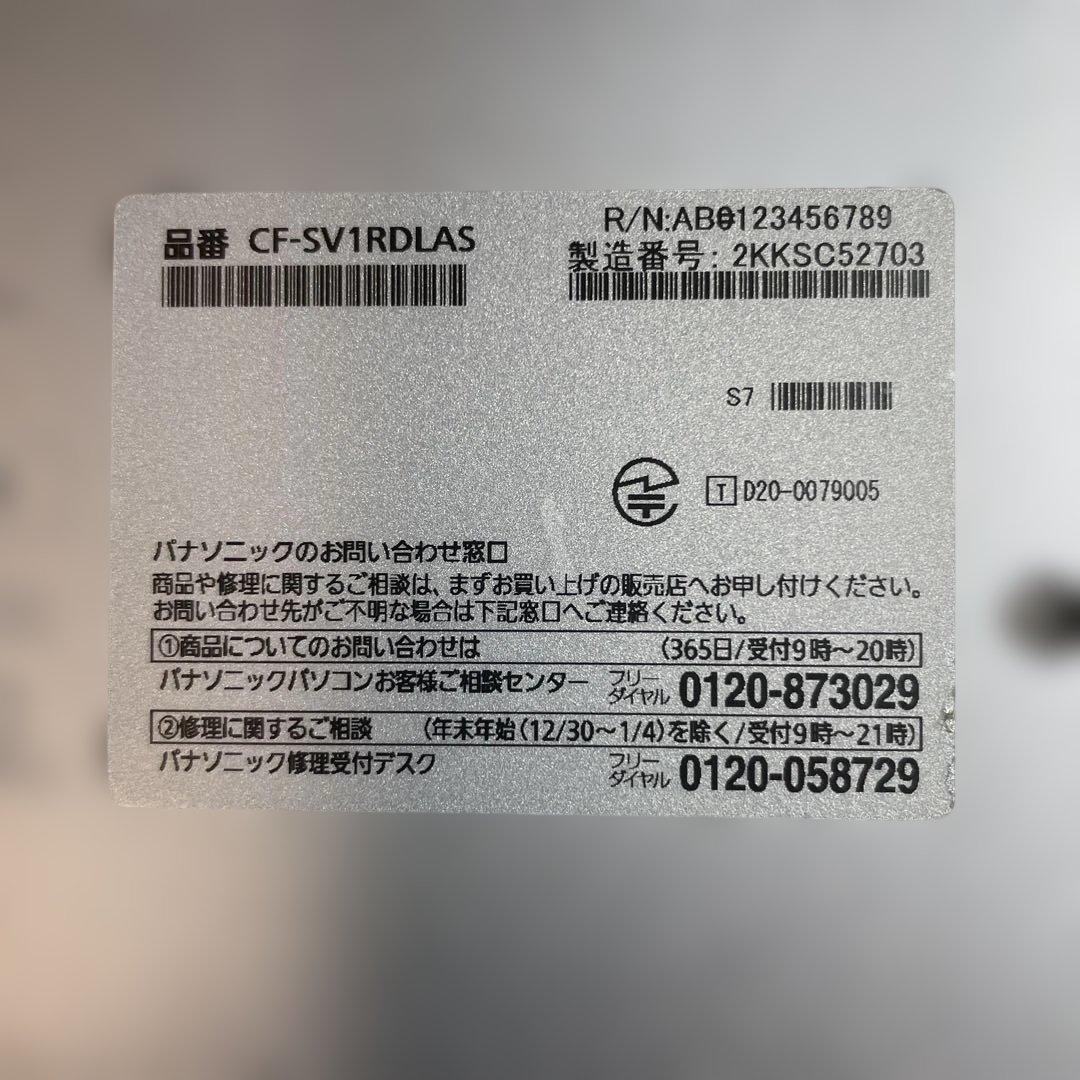 品番 CF-SV1RDLAS
R/N:AB0123456789
製造番号: 2KKSC52703
S7
T D20-0079005
パナソニックのお問い合わせ窓口
商品や修理に関するご相談は、まずお買い上げの販売店へお申し付けください。
お問い合わせ先がご不明な場合は下記窓口へご連絡ください。
①商品についてのお問い合わせは (365日/受付9時～20時)
パナソニックパソコンお客様ご相談センター フリーダイヤル 0120-873029
②修理に関するご相談 (年末年始(12/30～1/4)を除く/受付9時～21時)
パナソニック修理受付デスク フリーダイヤル 0120-058729